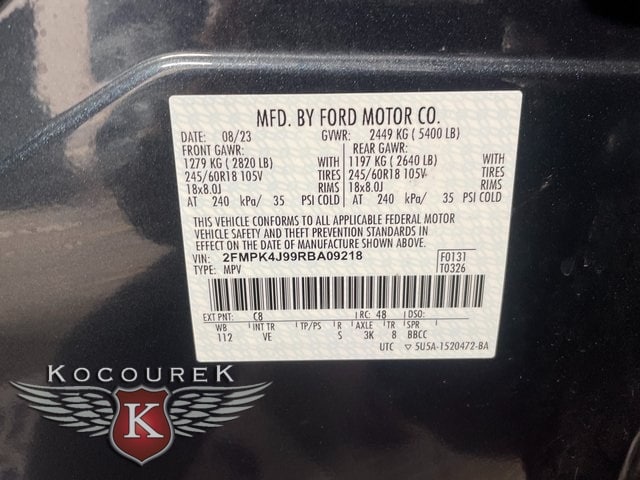 MFD. BY FORD MOTOR CO.
DATE: 08/23 GVWR: 2449 KG ( 5400 LB)
FRONT GAWR: REAR GAWR:
1279 KG ( 2820 LB) WITH 1197 KG ( 2640 LB) WITH
245/60R18 105V TIRES 245/60R18 105V TIRES
18x8.0J RIMS 18x8.0J RIMS
AT 240 kPa/ 35 PSI COLD AT 240 kPa/ 35 PSI COLD
THIS VEHICLE CONFORMS TO ALL APPLICABLE FEDERAL MOTOR
VEHICLE SAFETY AND THEFT PREVENTION STANDARDS IN
EFFECT ON THE DATE OF MANUFACTURE SHOWN ABOVE.
VIN: 2FMPK4J99RBA09218 F0131
TYPE: MPV T0326
EXT PNT: C8 RC: 48 DSO:
WB INT TR TP/PS R AXLE TR SPR
112 VE S 3K 8 BBCC
UTC 5U5A-1520472-BA
KOCOUREK
K